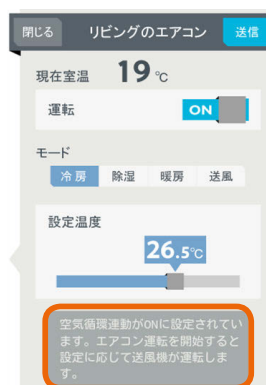 閉じる リビングのエアコン 送信
現在室温 19 ℃
運転 ON
モード
冷房 除湿 暖房 送風
設定温度
26.5℃
空気循環連動がONに設定されてい
ます。エアコン運転を開始すると
設定に応じて送風機が運転しま
す。